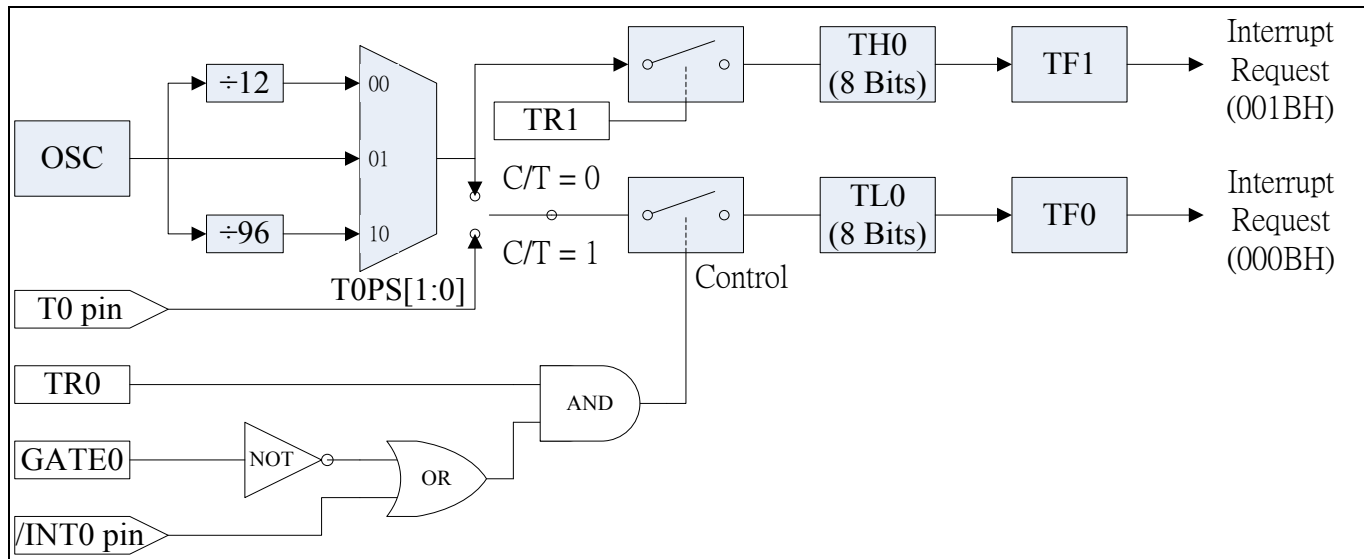 ÷12
00
OSC
01
÷96
10
T0PS[1:0]
T0 pin
TR1
C/T = 0
C/T = 1
TH0
(8 Bits)
TF1
Interrupt
Request
(001BH)
TL0
(8 Bits)
TF0
Interrupt
Request
(000BH)
Control
TR0
AND
GATE0
NOT
OR
/INT0 pin